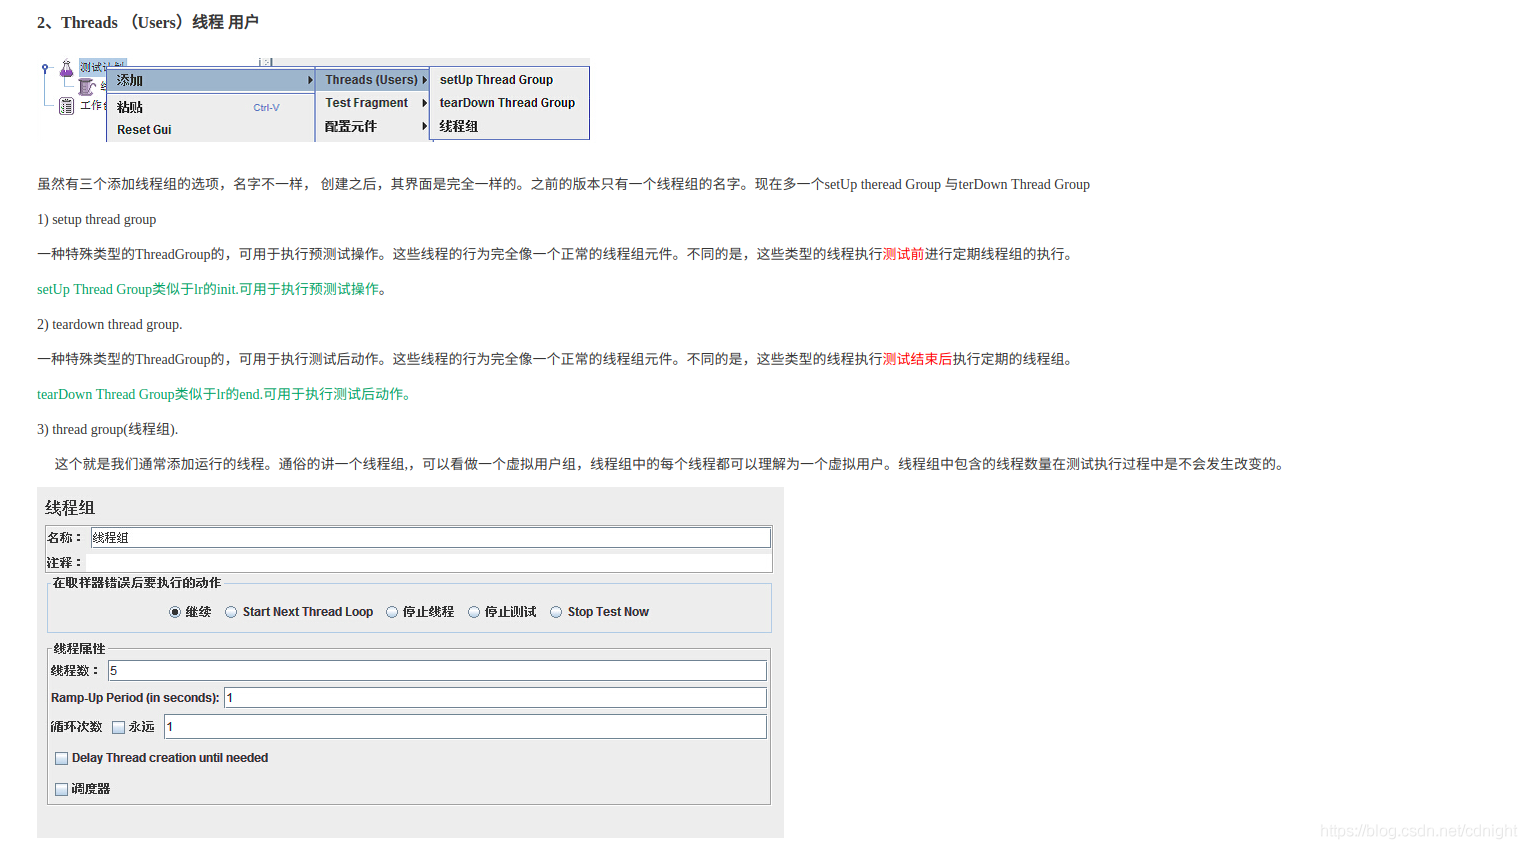 2、Threads （Users）线程 用户
测试计划
添加
Threads (Users)
setUp Thread Group
Test Fragment
tearDown Thread Group
工作
粘贴
Ctrl-V
配置元件
线程组
Reset Gui
虽然有三个添加线程组的选项，名字不一样， 创建之后，其界面是完全一样的。之前的版本只有一个线程组的名字。现在多一个setUp theread Group 与terDown Thread Group
1) setup thread group
一种特殊类型的ThreadGroup的，可用于执行预测试操作。这些线程的行为完全像一个正常的线程组元件。不同的是，这些类型的线程执行测试前进行定期线程组的执行。
setUp Thread Group类似于lr的init.可用于执行预测试操作。
2) teardown thread group.
一种特殊类型的ThreadGroup的，可用于执行测试后动作。这些线程的行为完全像一个正常的线程组元件。不同的是，这些类型的线程执行测试结束后执行定期的线程组。
tearDown Thread Group类似于lr的end.可用于执行测试后动作。
3) thread group(线程组).
这个就是我们通常添加运行的线程。通俗的讲一个线程组,，可以看做一个虚拟用户组，线程组中的每个线程都可以理解为一个虚拟用户。线程组中包含的线程数量在测试执行过程中是不会发生改变的。
线程组
名称： 线程组
注释：
在取样器错误后要执行的动作
继续 Start Next Thread Loop 停止线程 停止测试 Stop Test Now
线程属性
线程数： 5
Ramp-Up Period (in seconds): 1
循环次数 永远 1
Delay Thread creation until needed
调度器
https://blog.csdn.net/cdnight